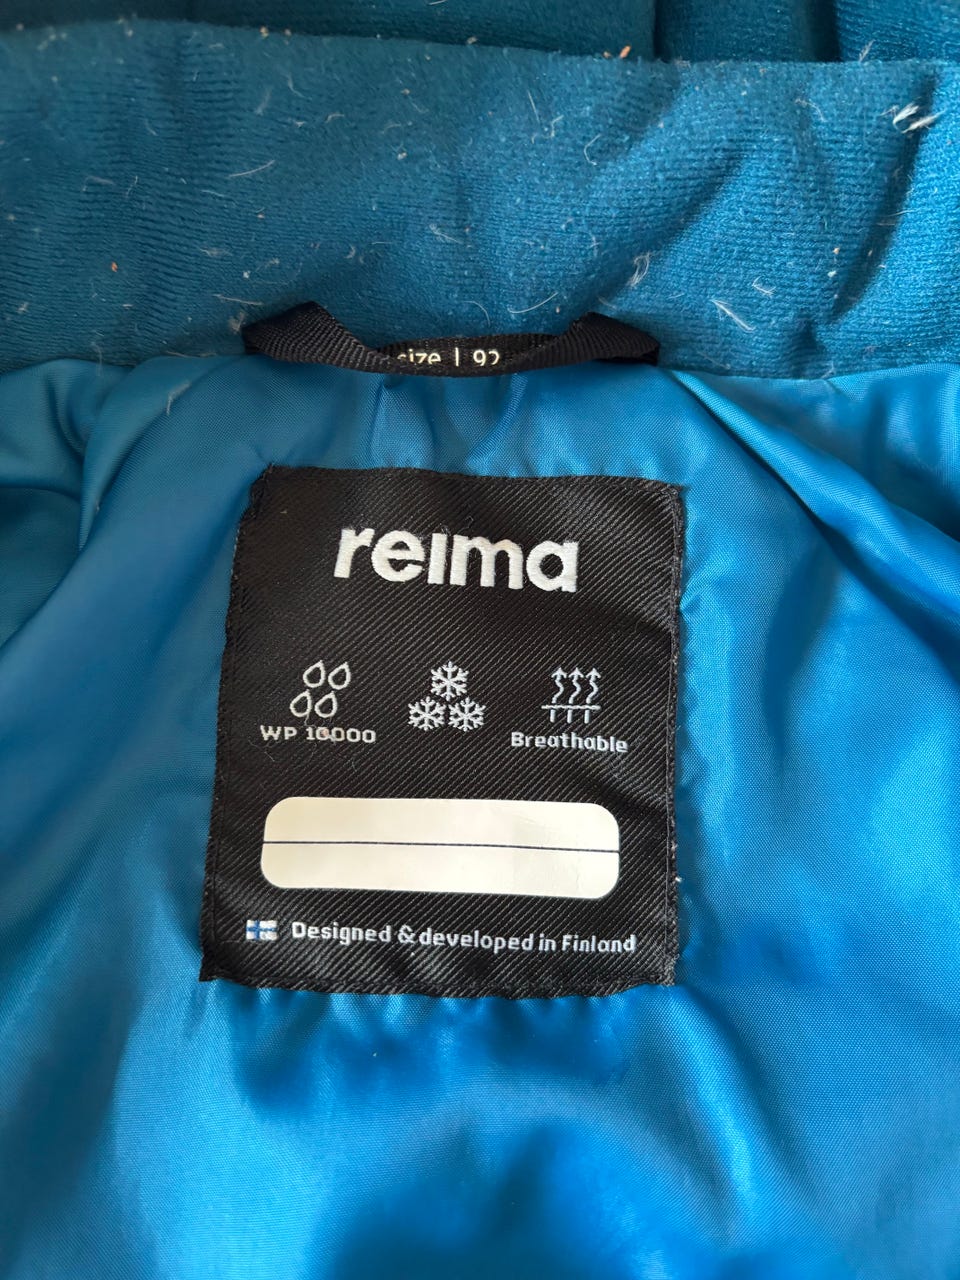 size | 92
reima
WP 10000
Breathable
Designed & developed in Finland